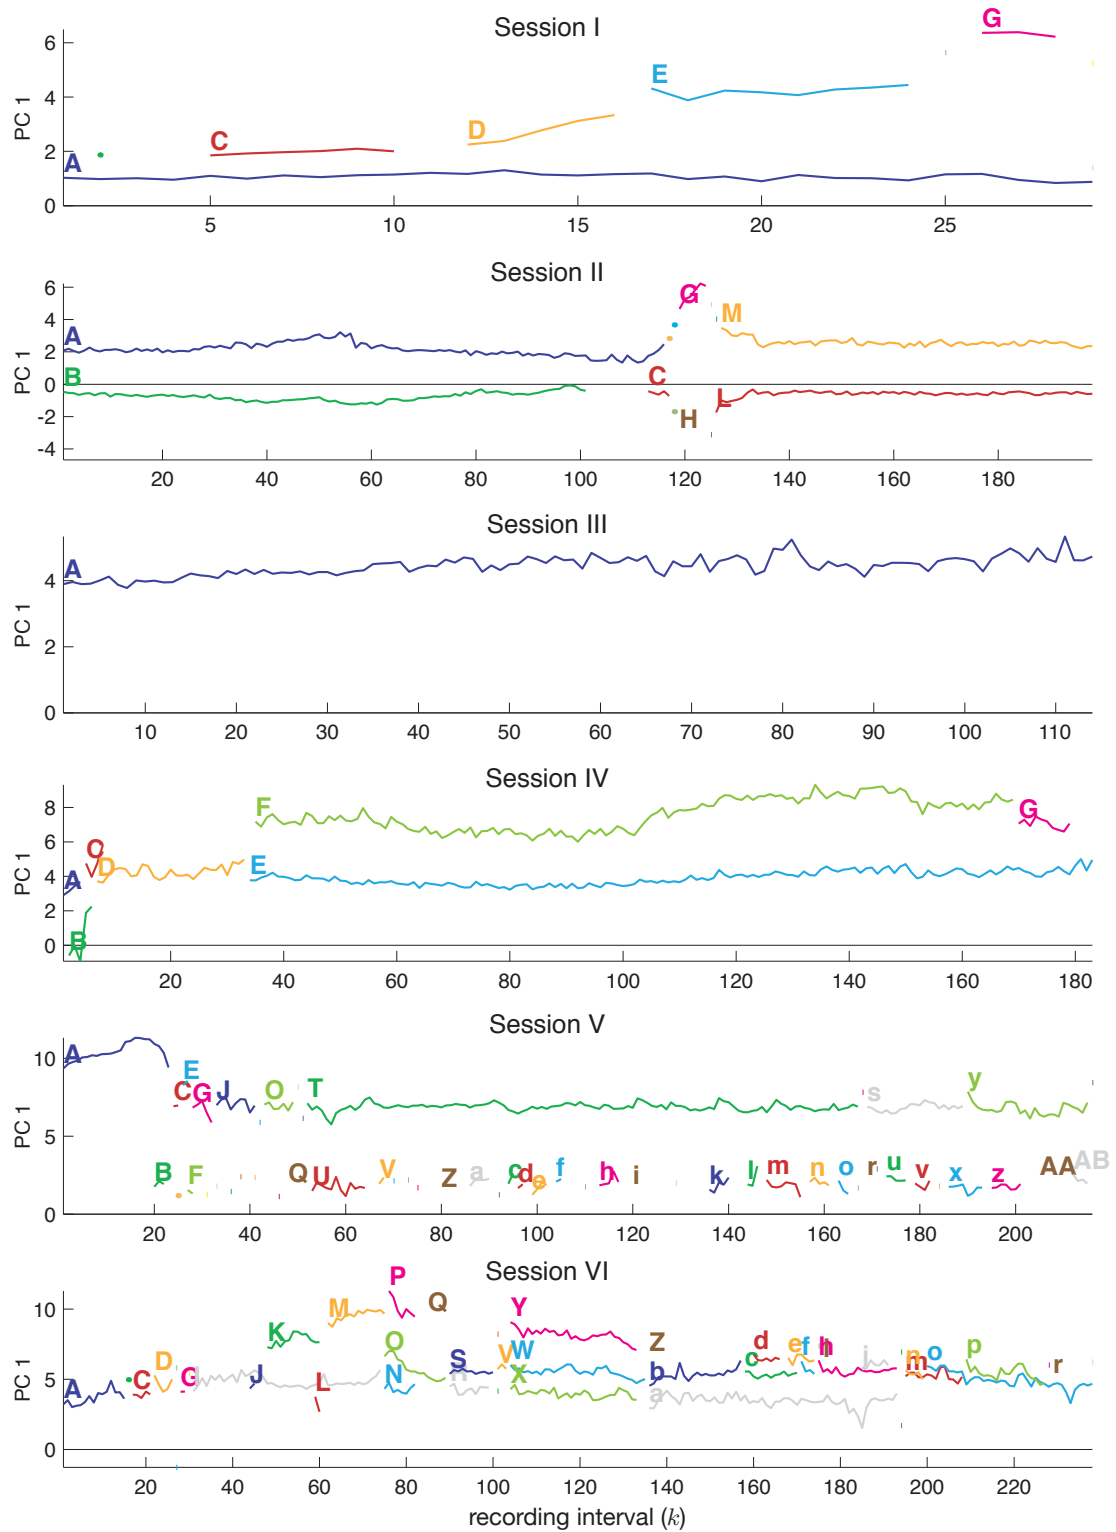 Session I
PC 1
6
4
2
0
A
C
D
E
G
5 10 15 20 25
Session II
PC 1
6
4
2
0
-2
-4
A
B
C
G
H
L
M
20 40 60 80 100 120 140 160 180
Session III
PC 1
4
2
0
A
10 20 30 40 50 60 70 80 90 100 110
Session IV
PC 1
8
6
4
2
0
A
B
C
D
E
F
G
20 40 60 80 100 120 140 160 180
Session V
PC 1
10
5
0
A
E
C G J O T s y
B F Q U V Z a c d e f h i k l m n o r u v x z AA AB
20 40 60 80 100 120 140 160 180 200
Session VI
PC 1
10
5
0
P
M Q
K Y
O V W Z c d e f h i n o p
A C D G J L N S X b m r
a
20 40 60 80 100 120 140 160 180 200 220
recording interval (k)